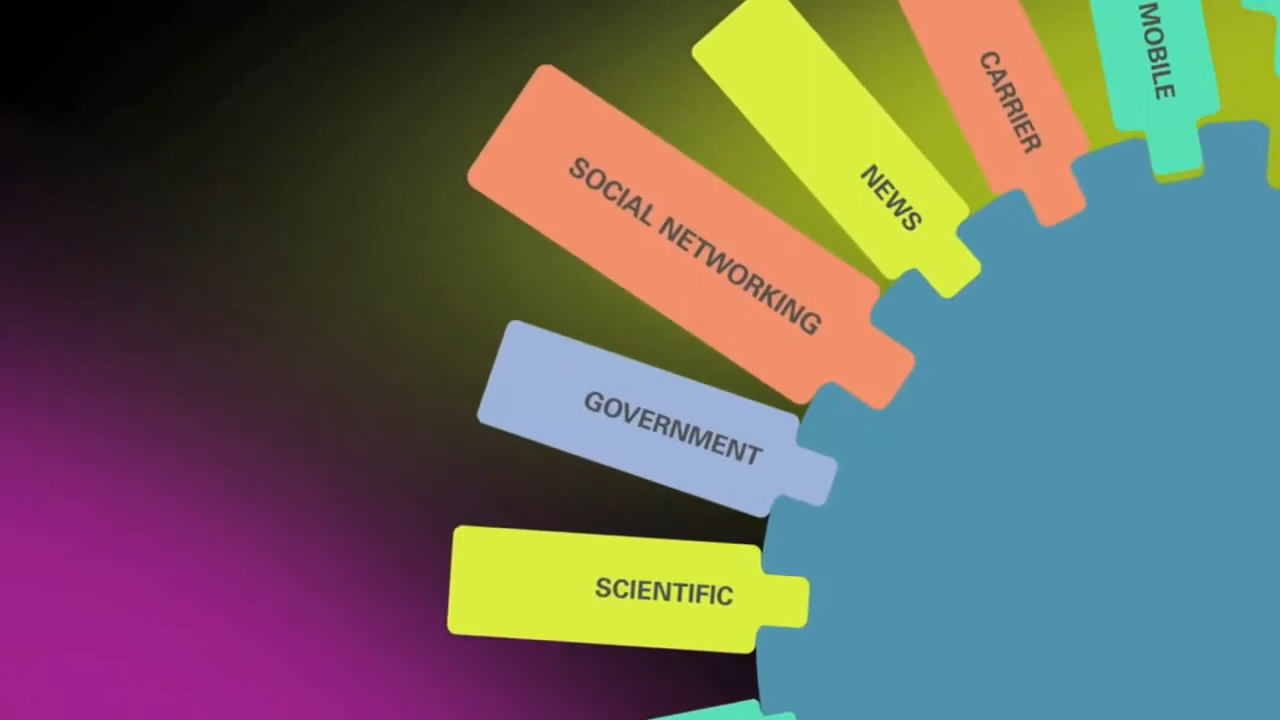 MOBILE
CARRIER
NEWS
SOCIAL NETWORKING
GOVERNMENT
SCIENTIFIC